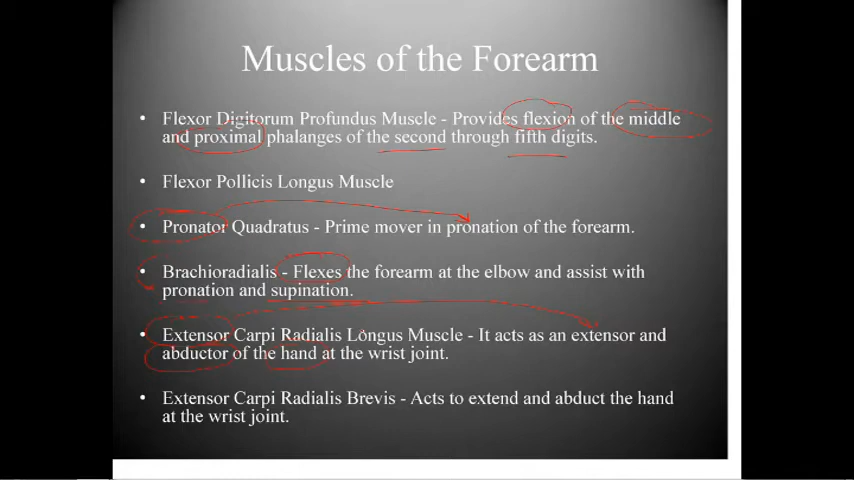 Muscles of the Forearm
• Flexor Digitorum Profundus Muscle - Provides flexion of the middle
and proximal phalanges of the second through fifth digits.
• Flexor Pollicis Longus Muscle
• Pronator Quadratus - Prime mover in pronation of the forearm.
• Brachioradialis - Flexes the forearm at the elbow and assist with
pronation and supination.
• Extensor Carpi Radialis Longus Muscle - It acts as an extensor and
abductor of the hand at the wrist joint.
• Extensor Carpi Radialis Brevis - Acts to extend and abduct the hand
at the wrist joint.